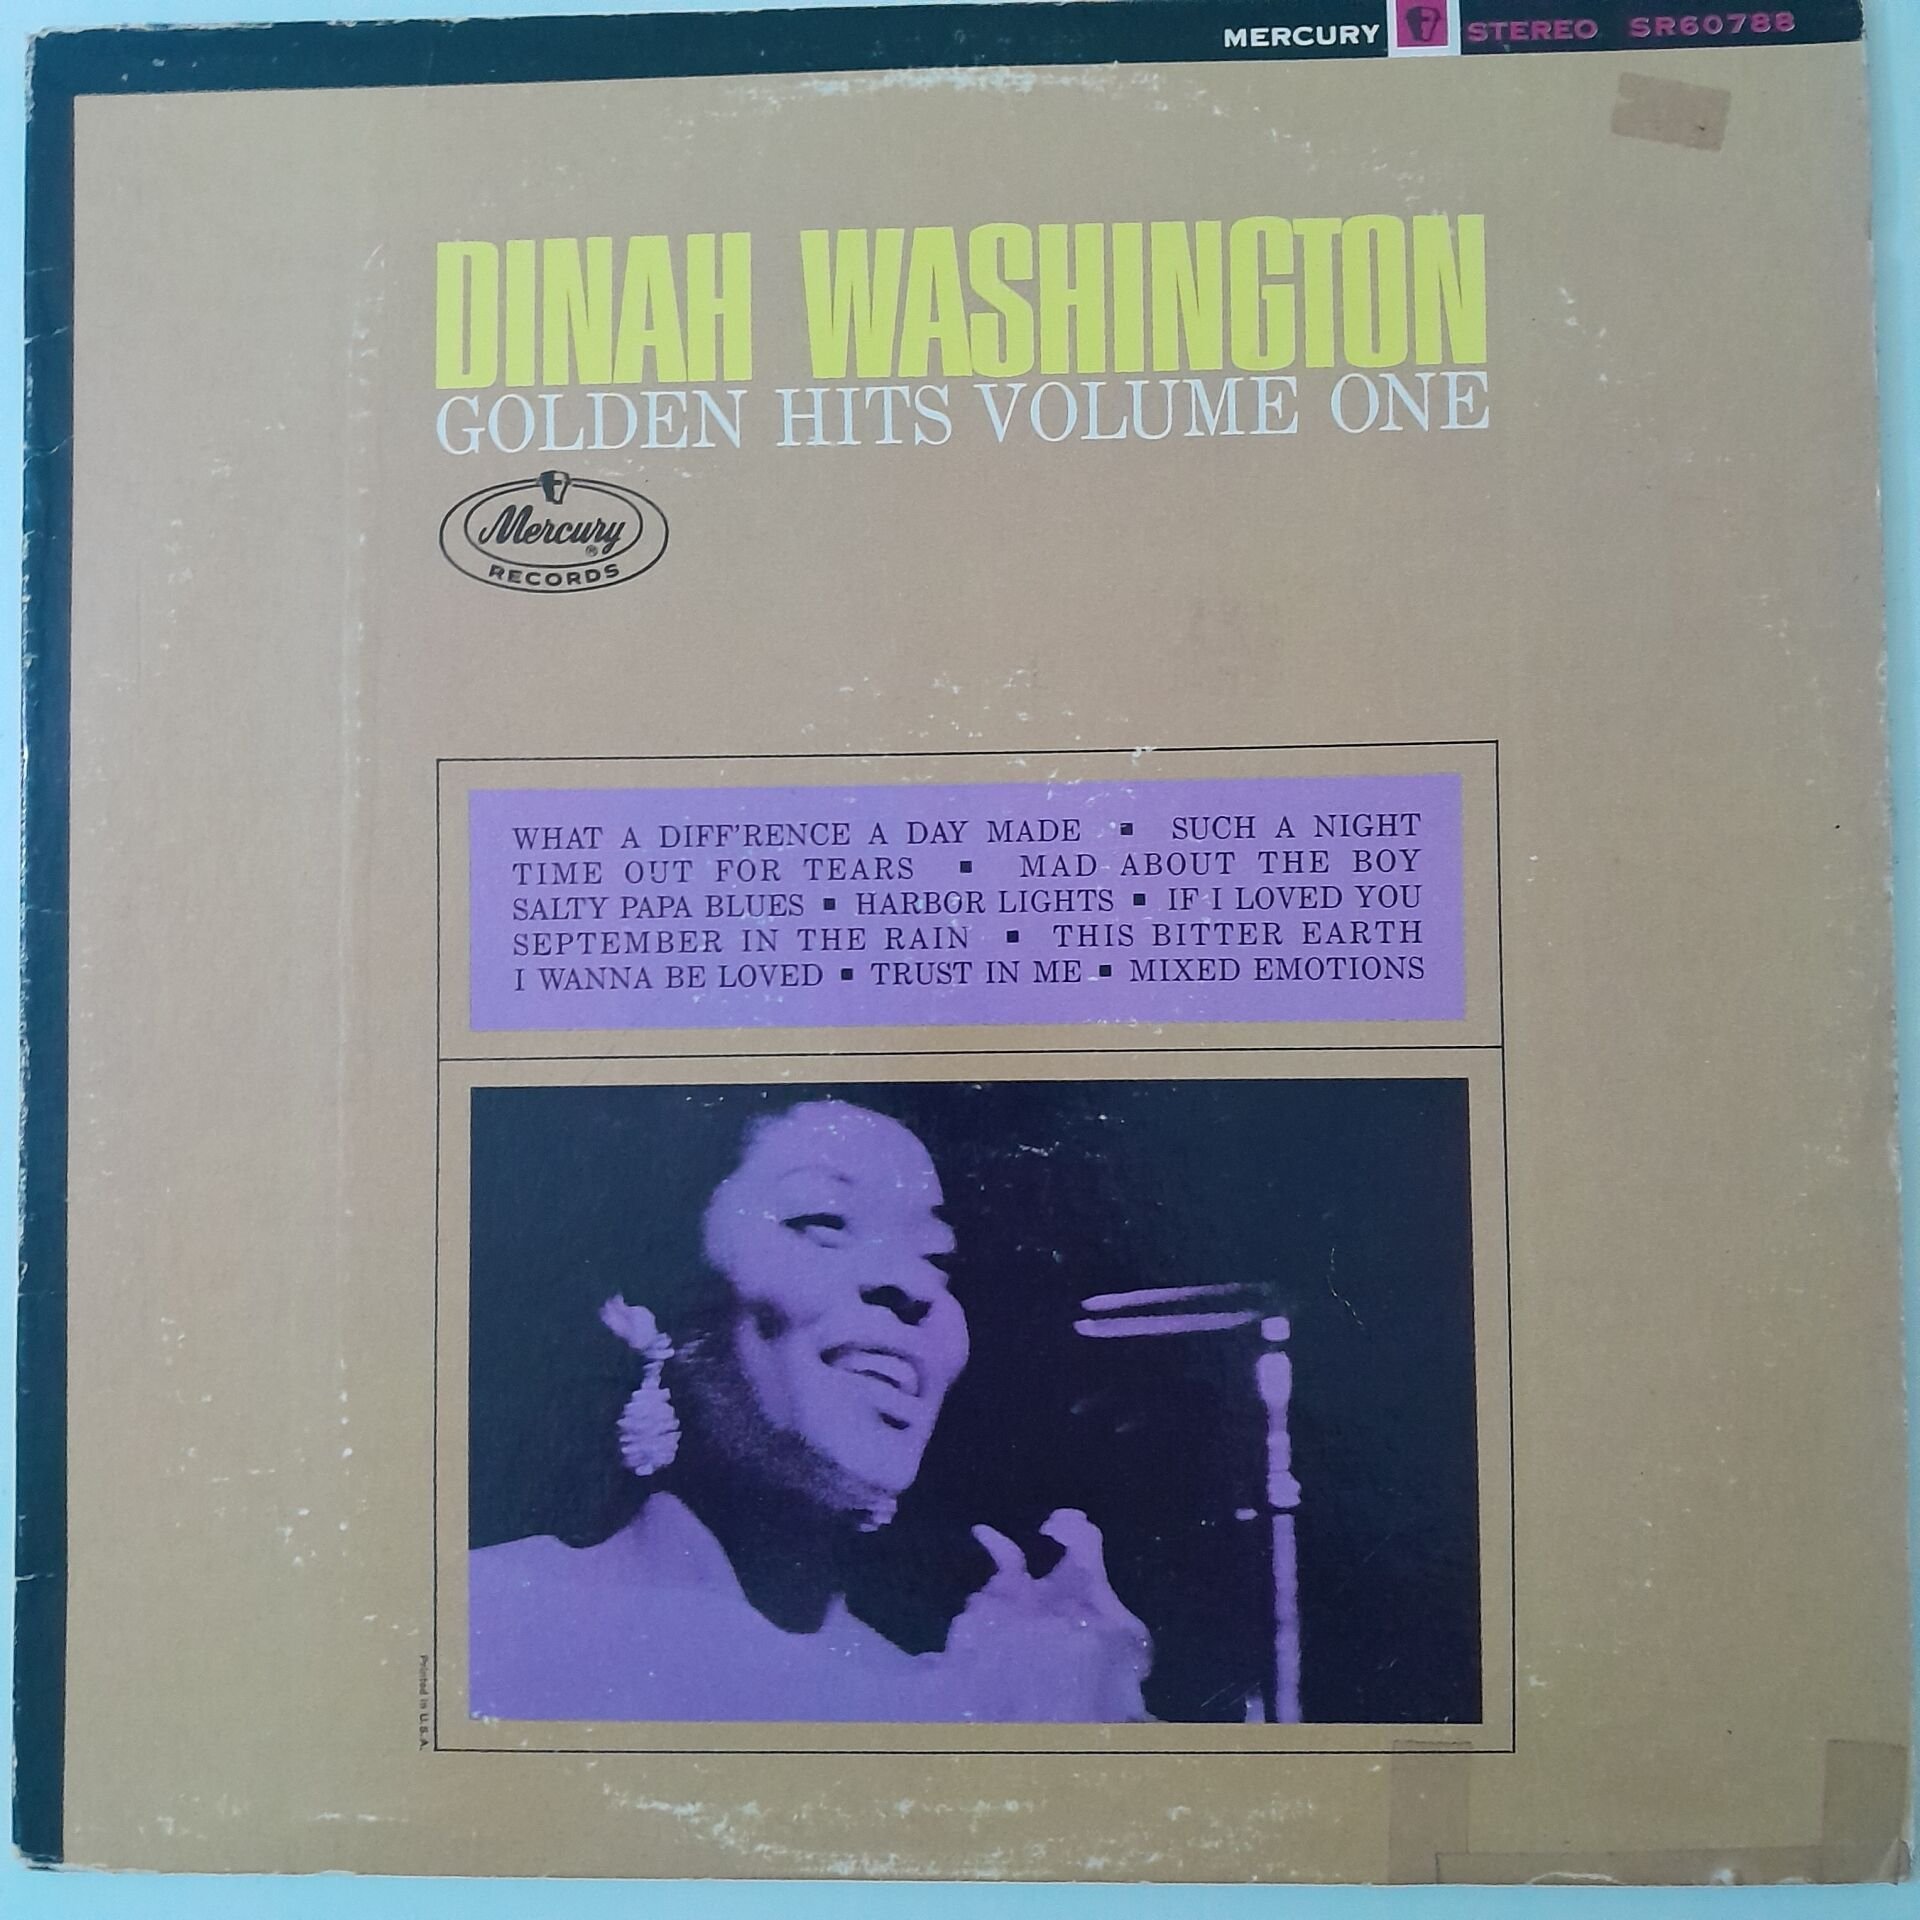 MERCURY STEREO SR60788
DINAH WASHINGTON
GOLDEN HITS VOLUME ONE
Mercury ®
RECORDS
WHAT A DIFF'RENCE A DAY MADE ▪ SUCH A NIGHT
TIME OUT FOR TEARS ▪ MAD ABOUT THE BOY
SALTY PAPA BLUES ▪ HARBOR LIGHTS ▪ IF I LOVED YOU
SEPTEMBER IN THE RAIN ▪ THIS BITTER EARTH
I WANNA BE LOVED ▪ TRUST IN ME ▪ MIXED EMOTIONS
Printed in U.S.A.